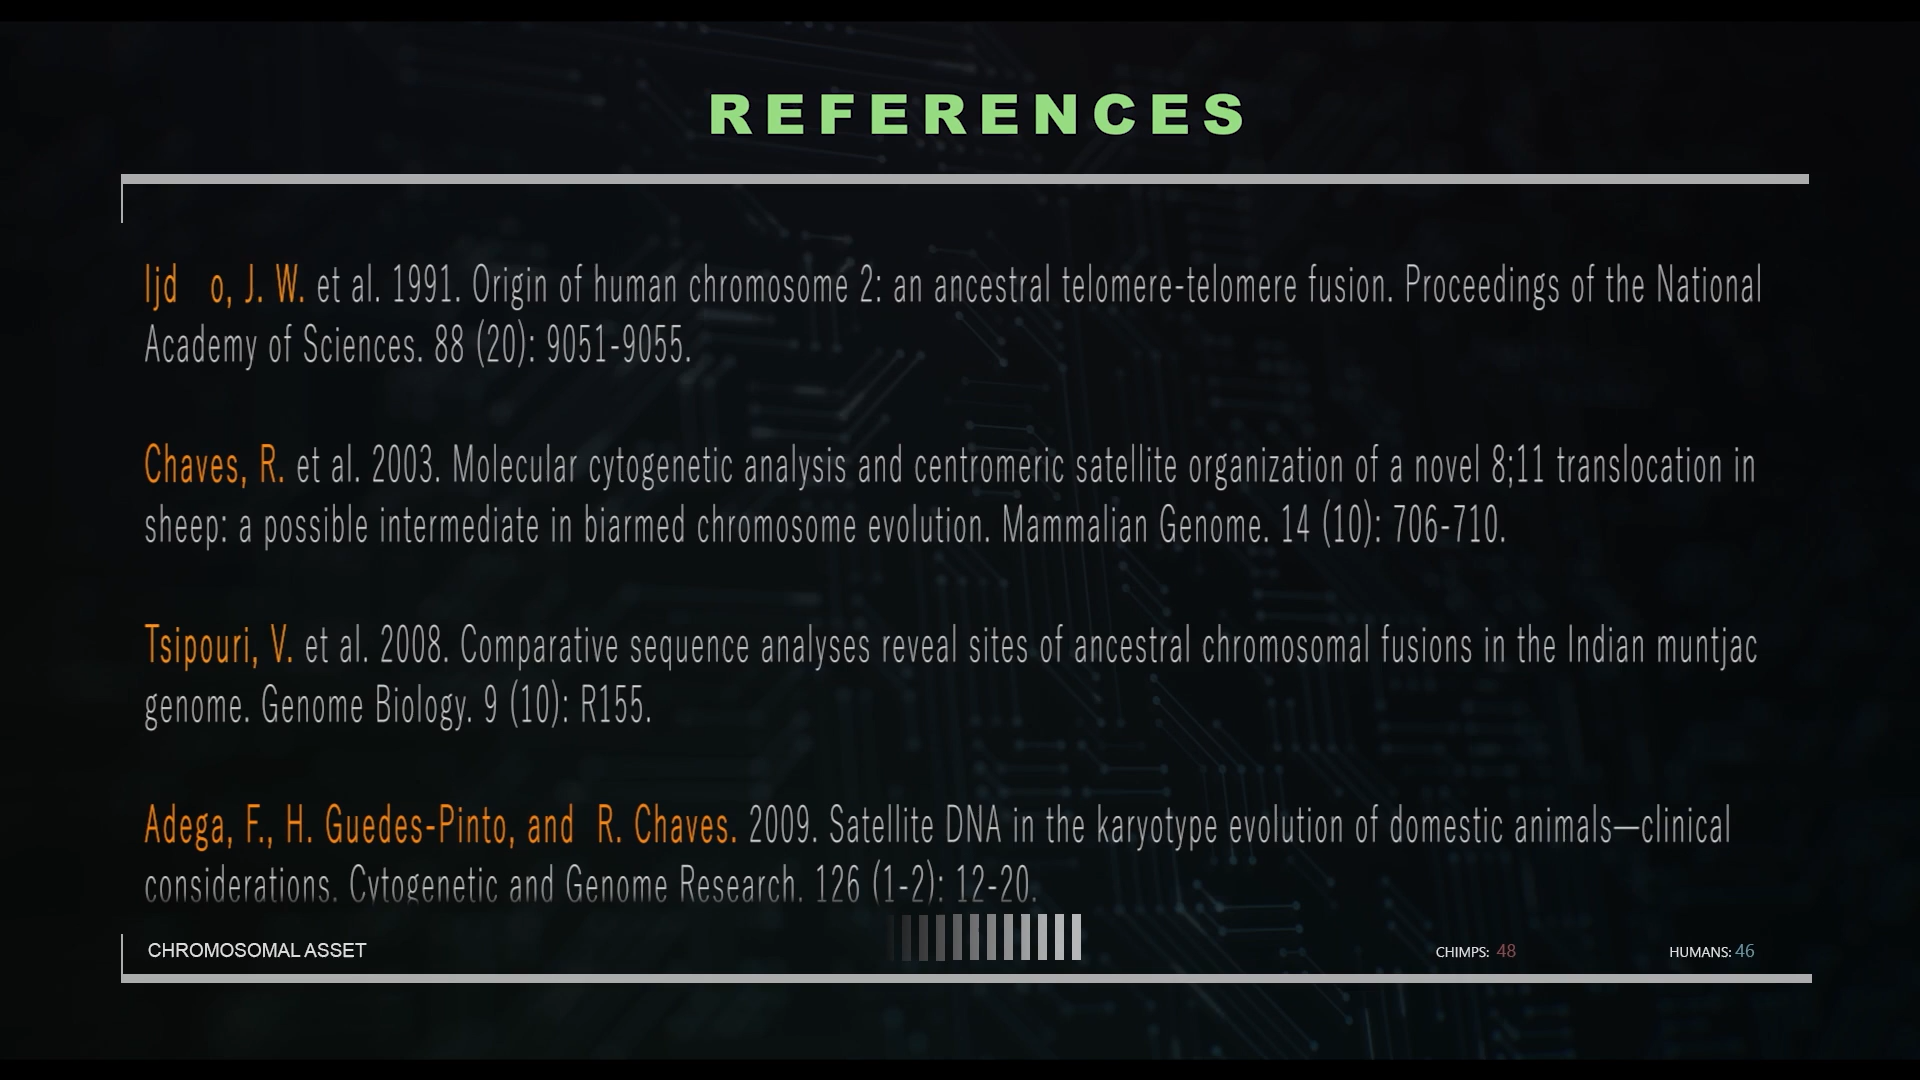 REFERENCES
Ijd o, J. W. et al. 1991. Origin of human chromosome 2: an ancestral telomere-telomere fusion. Proceedings of the National
Academy of Sciences. 88 (20): 9051-9055.
Chaves, R. et al. 2003. Molecular cytogenetic analysis and centromeric satellite organization of a novel 8;11 translocation in
sheep: a possible intermediate in biarmed chromosome evolution. Mammalian Genome. 14 (10): 706-710.
Tsipouri, V. et al. 2008. Comparative sequence analyses reveal sites of ancestral chromosomal fusions in the Indian muntjac
genome. Genome Biology. 9 (10): R155.
Adega, F., H. Guedes-Pinto, and R. Chaves. 2009. Satellite DNA in the karyotype evolution of domestic animals—clinical
considerations. Cytogenetic and Genome Research. 126 (1-2): 12-20.
CHROMOSOMAL ASSET
CHIMPS: 48
HUMANS: 46